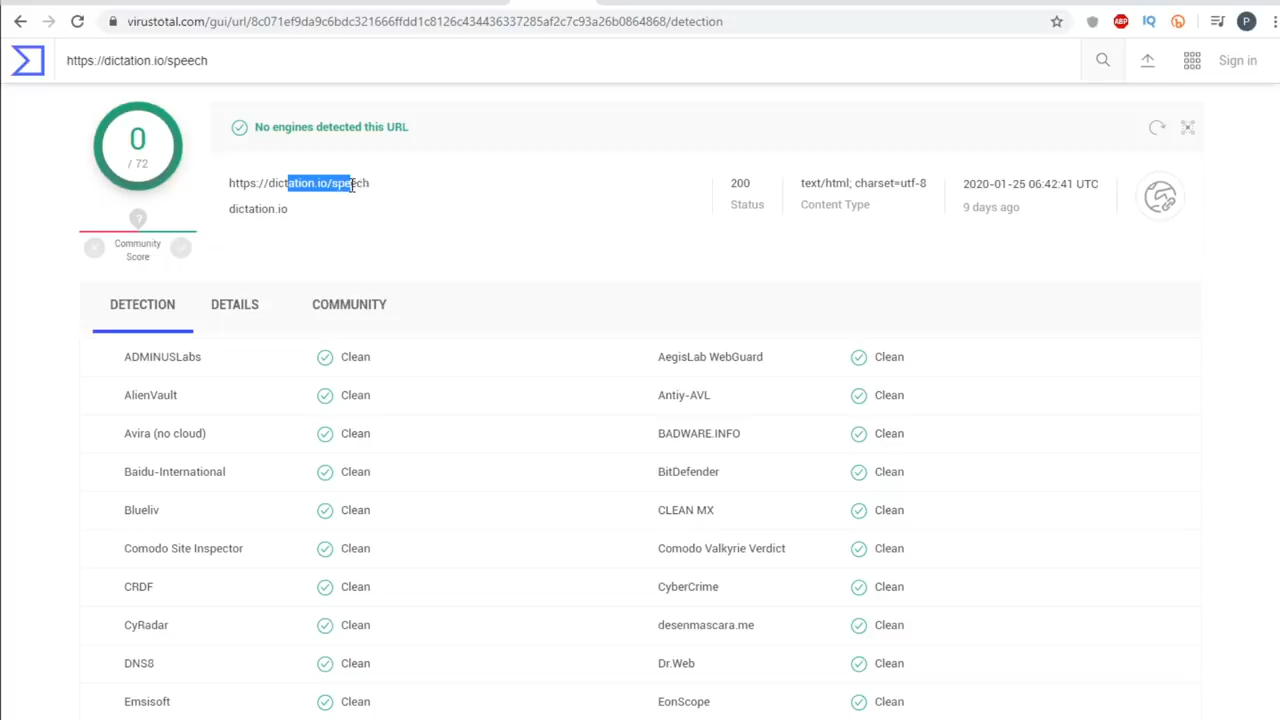 virustotal.com/gui/url/8c071ef9da9c6bdc321666ffdd1c8126c434436337285af2c7c93a26b0864868/detection
ABP
IQ
P
https://dictation.io/speech
Sign in
0
/ 72
No engines detected this URL
https://dictation.io/speech
dictation.io
200
Status
text/html; charset=utf-8
Content Type
2020-01-25 06:42:41 UTC
9 days ago
?
Community
Score
DETECTION DETAILS COMMUNITY
ADMINUSLabs Clean AegisLab WebGuard Clean
AlienVault Clean Antiy-AVL Clean
Avira (no cloud) Clean BADWARE.INFO Clean
Baidu-International Clean BitDefender Clean
Blueliv Clean CLEAN MX Clean
Comodo Site Inspector Clean Comodo Valkyrie Verdict Clean
CRDF Clean CyberCrime Clean
CyRadar Clean desenmascara.me Clean
DNS8 Clean Dr.Web Clean
Emsisoft Clean EonScope Clean